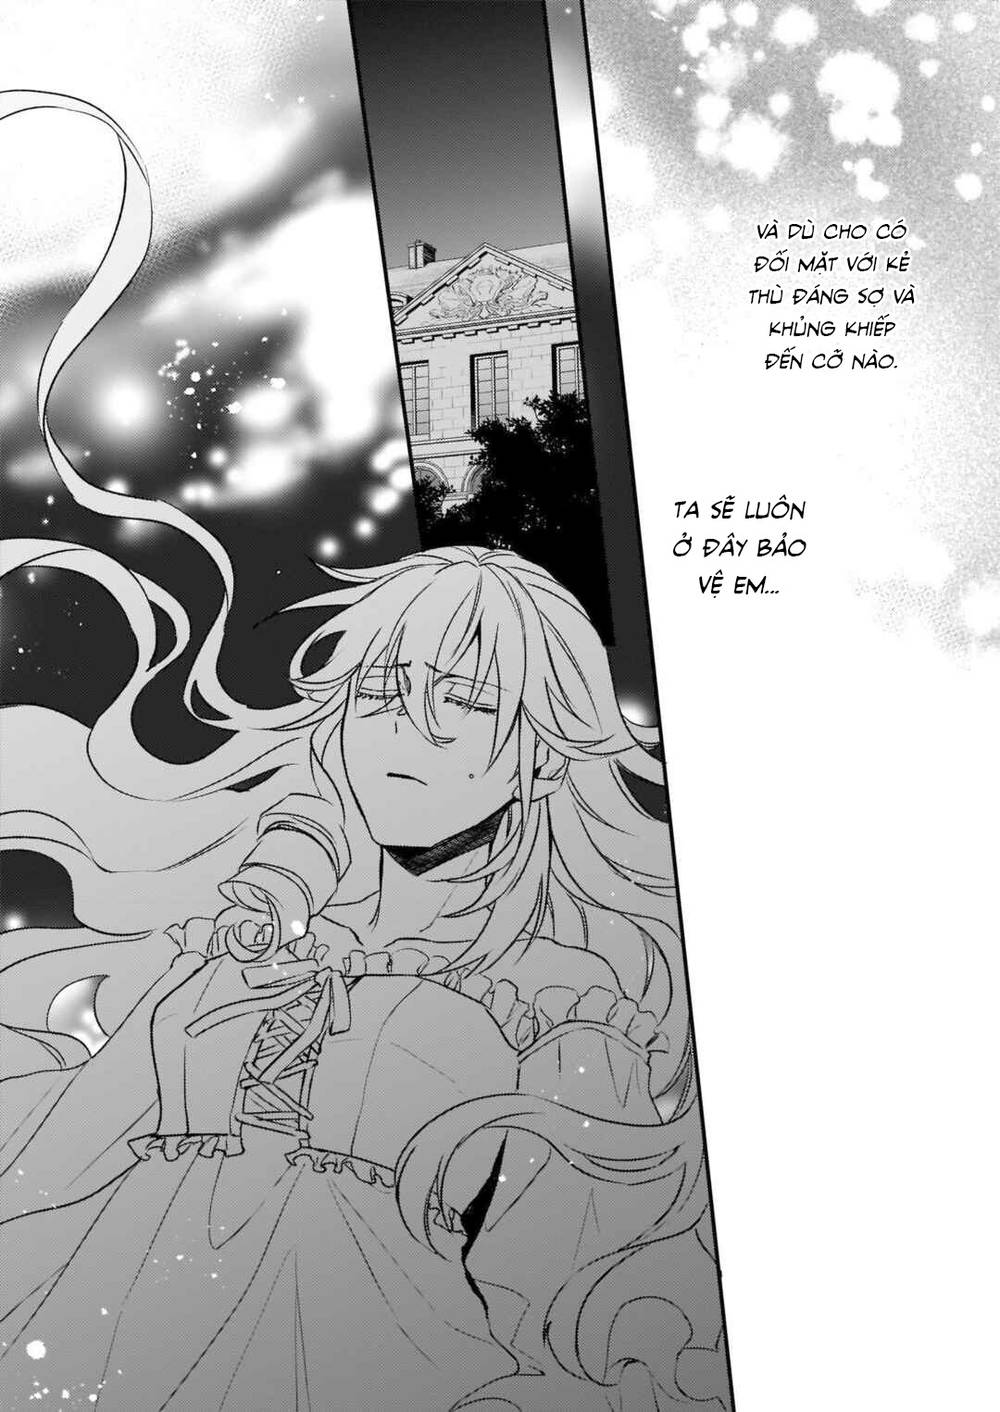 VÀ DÙ CHO CÓ
ĐỐI MẶT VỚI KẺ
THÙ ĐÁNG SỢ VÀ
KHỦNG KHIẾP
ĐẾN CỠ NÀO.
TA SẼ LUÔN
Ở ĐÂY BẢO
VỆ EM...